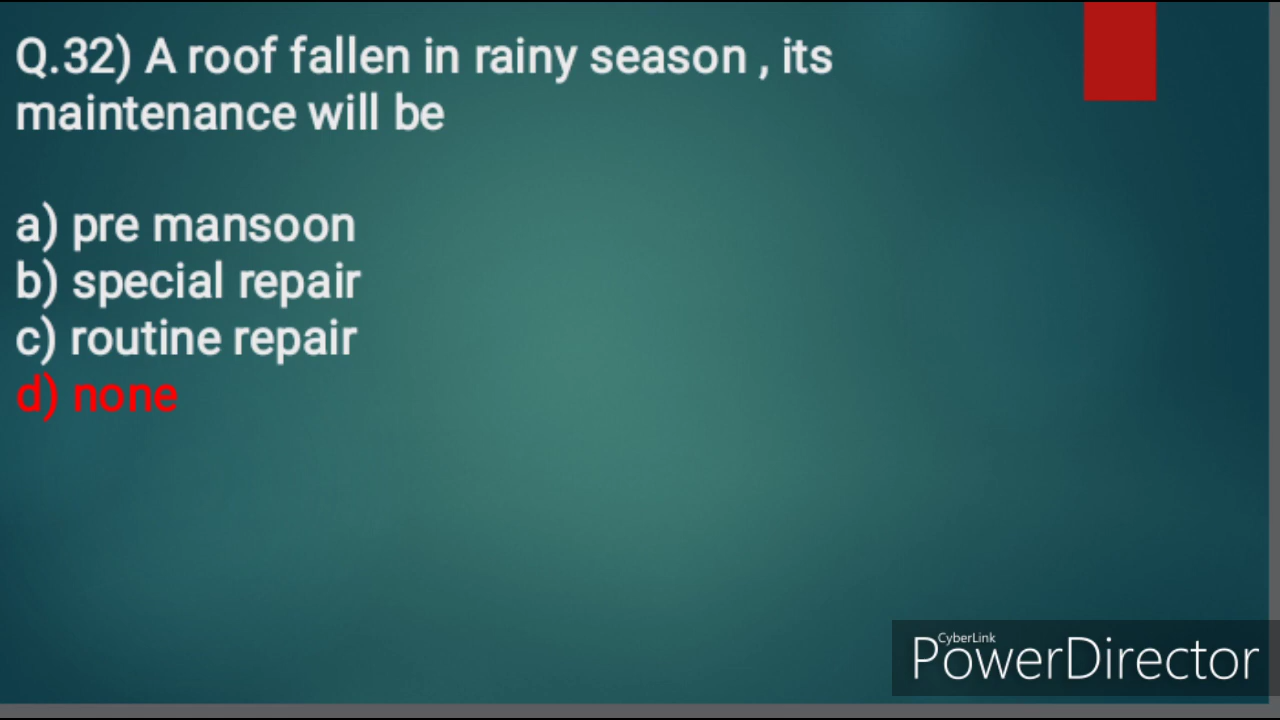 Q.32) A roof fallen in rainy season , its
maintenance will be
a) pre mansoon
b) special repair
c) routine repair
d) none
CyberLink
PowerDirector